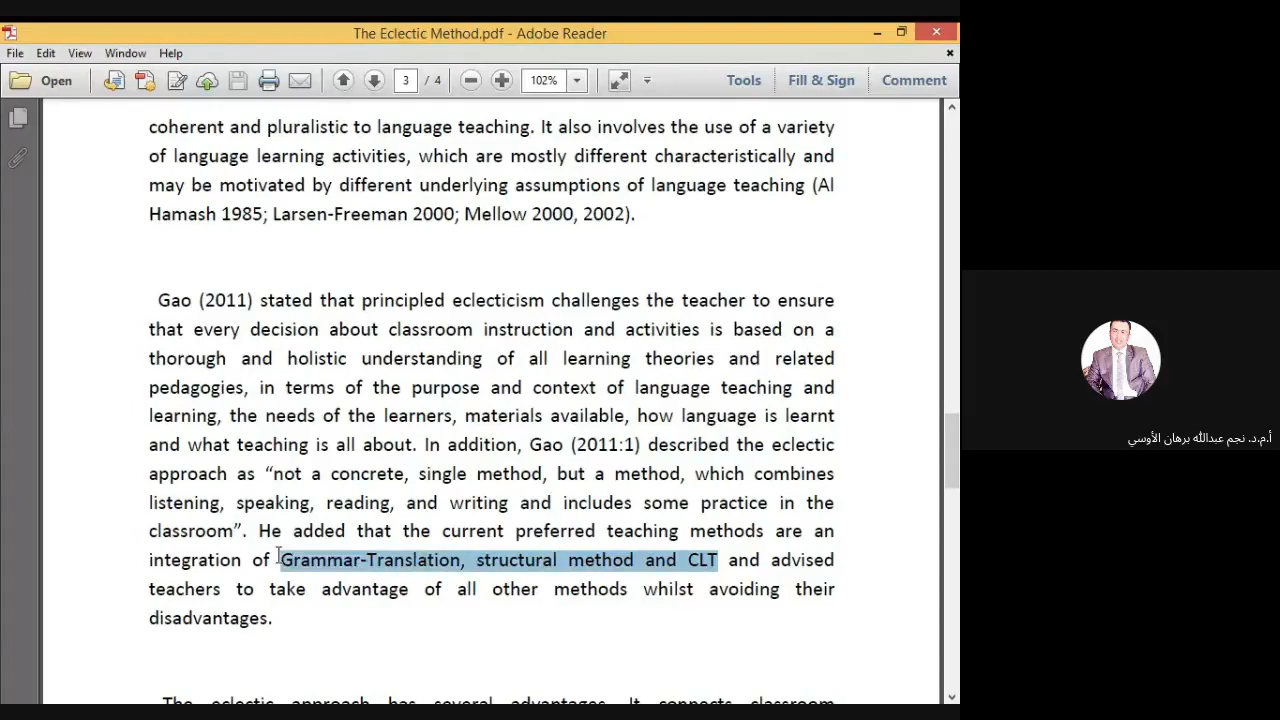 The Eclectic Method.pdf - Adobe Reader
File Edit View Window Help
Open 3 / 4 102% Tools Fill & Sign Comment
coherent and pluralistic to language teaching. It also involves the use of a variety
of language learning activities, which are mostly different characteristically and
may be motivated by different underlying assumptions of language teaching (Al
Hamash 1985; Larsen-Freeman 2000; Mellow 2000, 2002).
Gao (2011) stated that principled eclecticism challenges the teacher to ensure
that every decision about classroom instruction and activities is based on a
thorough and holistic understanding of all learning theories and related
pedagogies, in terms of the purpose and context of language teaching and
learning, the needs of the learners, materials available, how language is learnt
and what teaching is all about. In addition, Gao (2011:1) described the eclectic
approach as “not a concrete, single method, but a method, which combines
listening, speaking, reading, and writing and includes some practice in the
classroom”. He added that the current preferred teaching methods are an
integration of Grammar-Translation, structural method and CLT and advised
teachers to take advantage of all other methods whilst avoiding their
disadvantages.
The eclectic approach has several advantages. It connects classroom
أ.م.د. نجم عبدالله برهان الأوسي